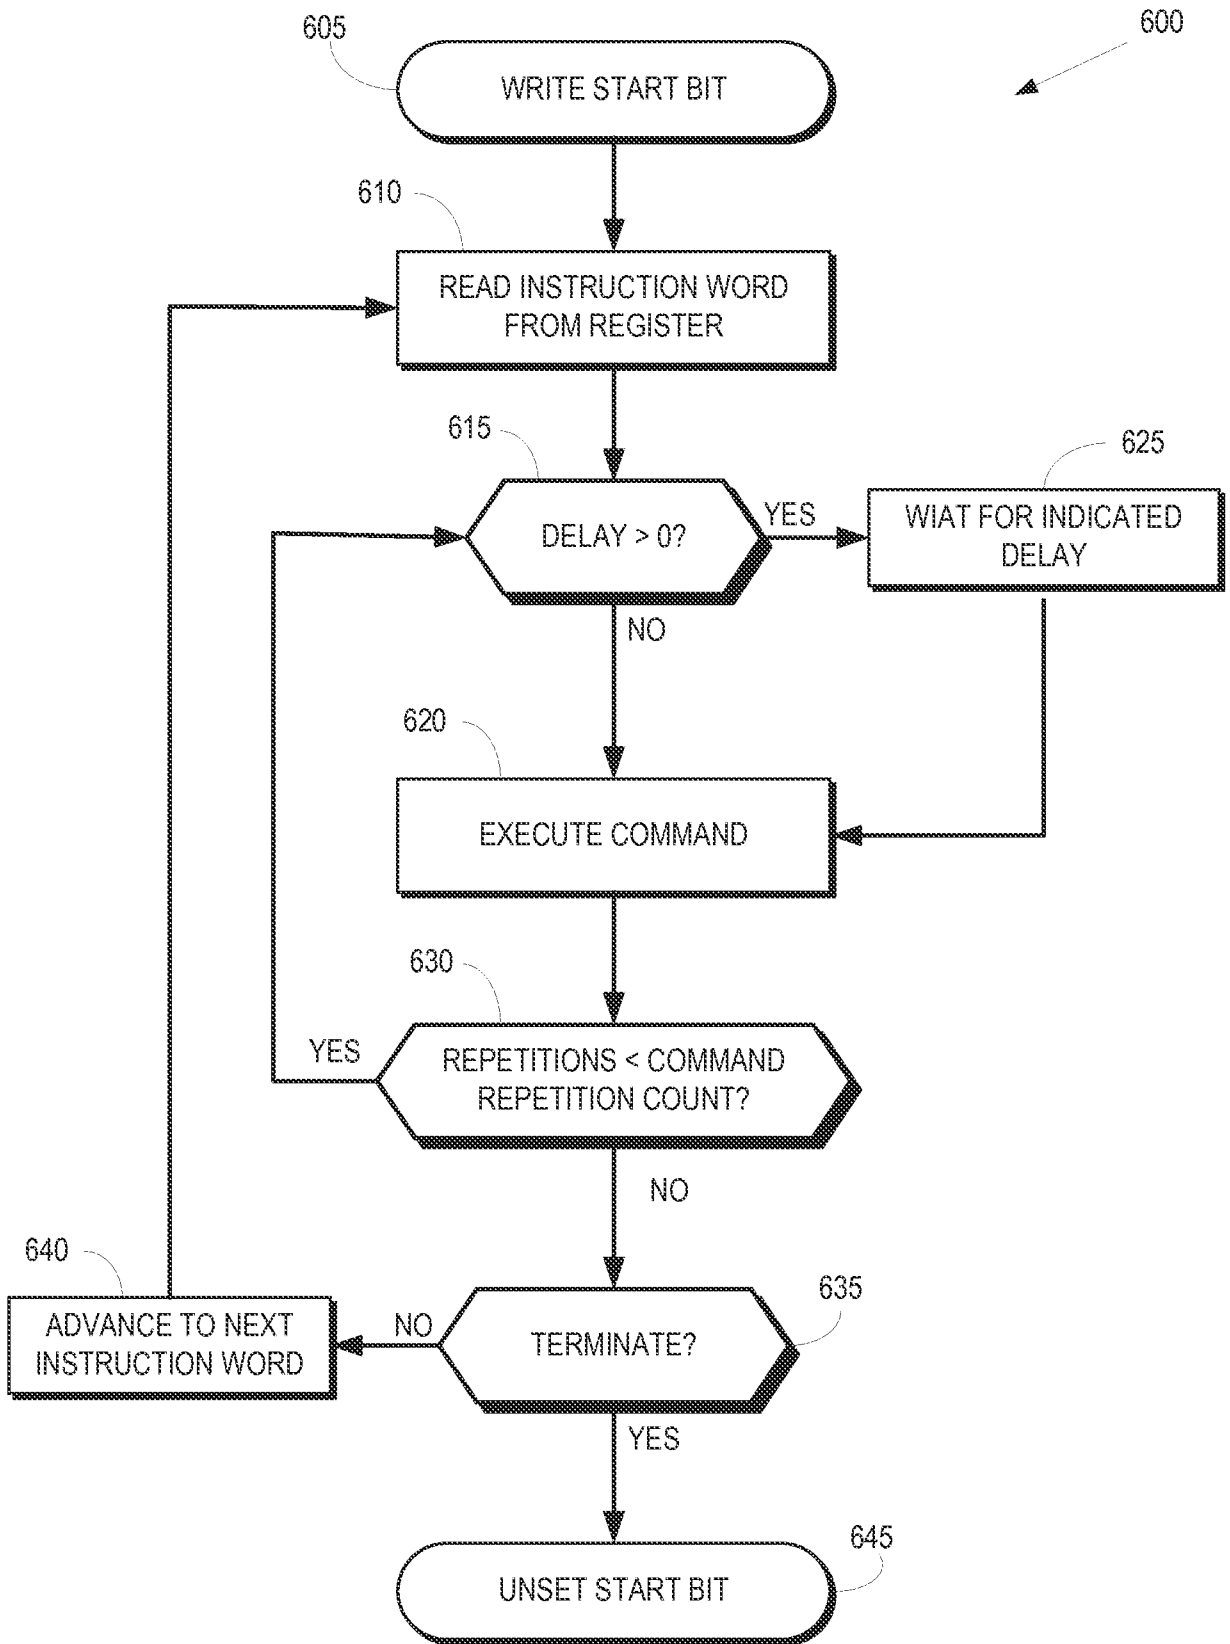 605
600
WRITE START BIT
610
READ INSTRUCTION WORD
FROM REGISTER
615
625
DELAY > 0?
YES
WIAT FOR INDICATED
DELAY
NO
620
EXECUTE COMMAND
630
YES
REPETITIONS < COMMAND
REPETITION COUNT?
NO
640
635
ADVANCE TO NEXT
INSTRUCTION WORD
NO
TERMINATE?
YES
645
UNSET START BIT